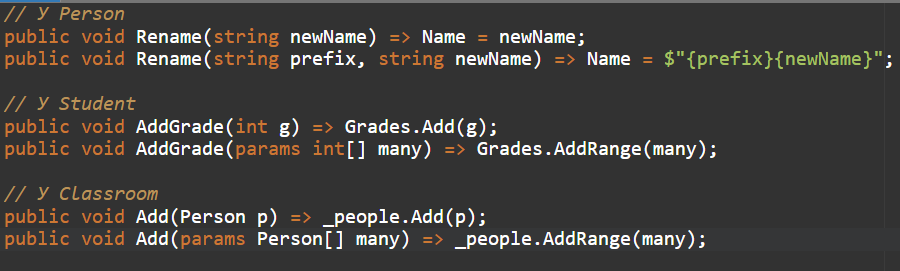 // У Person
public void Rename(string newName) => Name = newName;
public void Rename(string prefix, string newName) => Name = $"{prefix}{newName}";
// У Student
public void AddGrade(int g) => Grades.Add(g);
public void AddGrade(params int[] many) => Grades.AddRange(many);
// У Classroom
public void Add(Person p) => _people.Add(p);
public void Add(params Person[] many) => _people.AddRange(many);